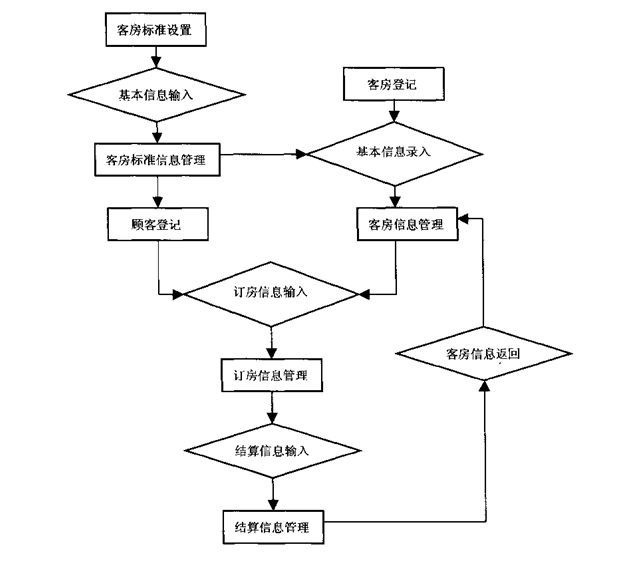 客房标准设置
基本信息输入
客房登记
客房标准信息管理
基本信息录入
顾客登记
客房信息管理
订房信息输入
客房信息返回
订房信息管理
结算信息输入
结算信息管理